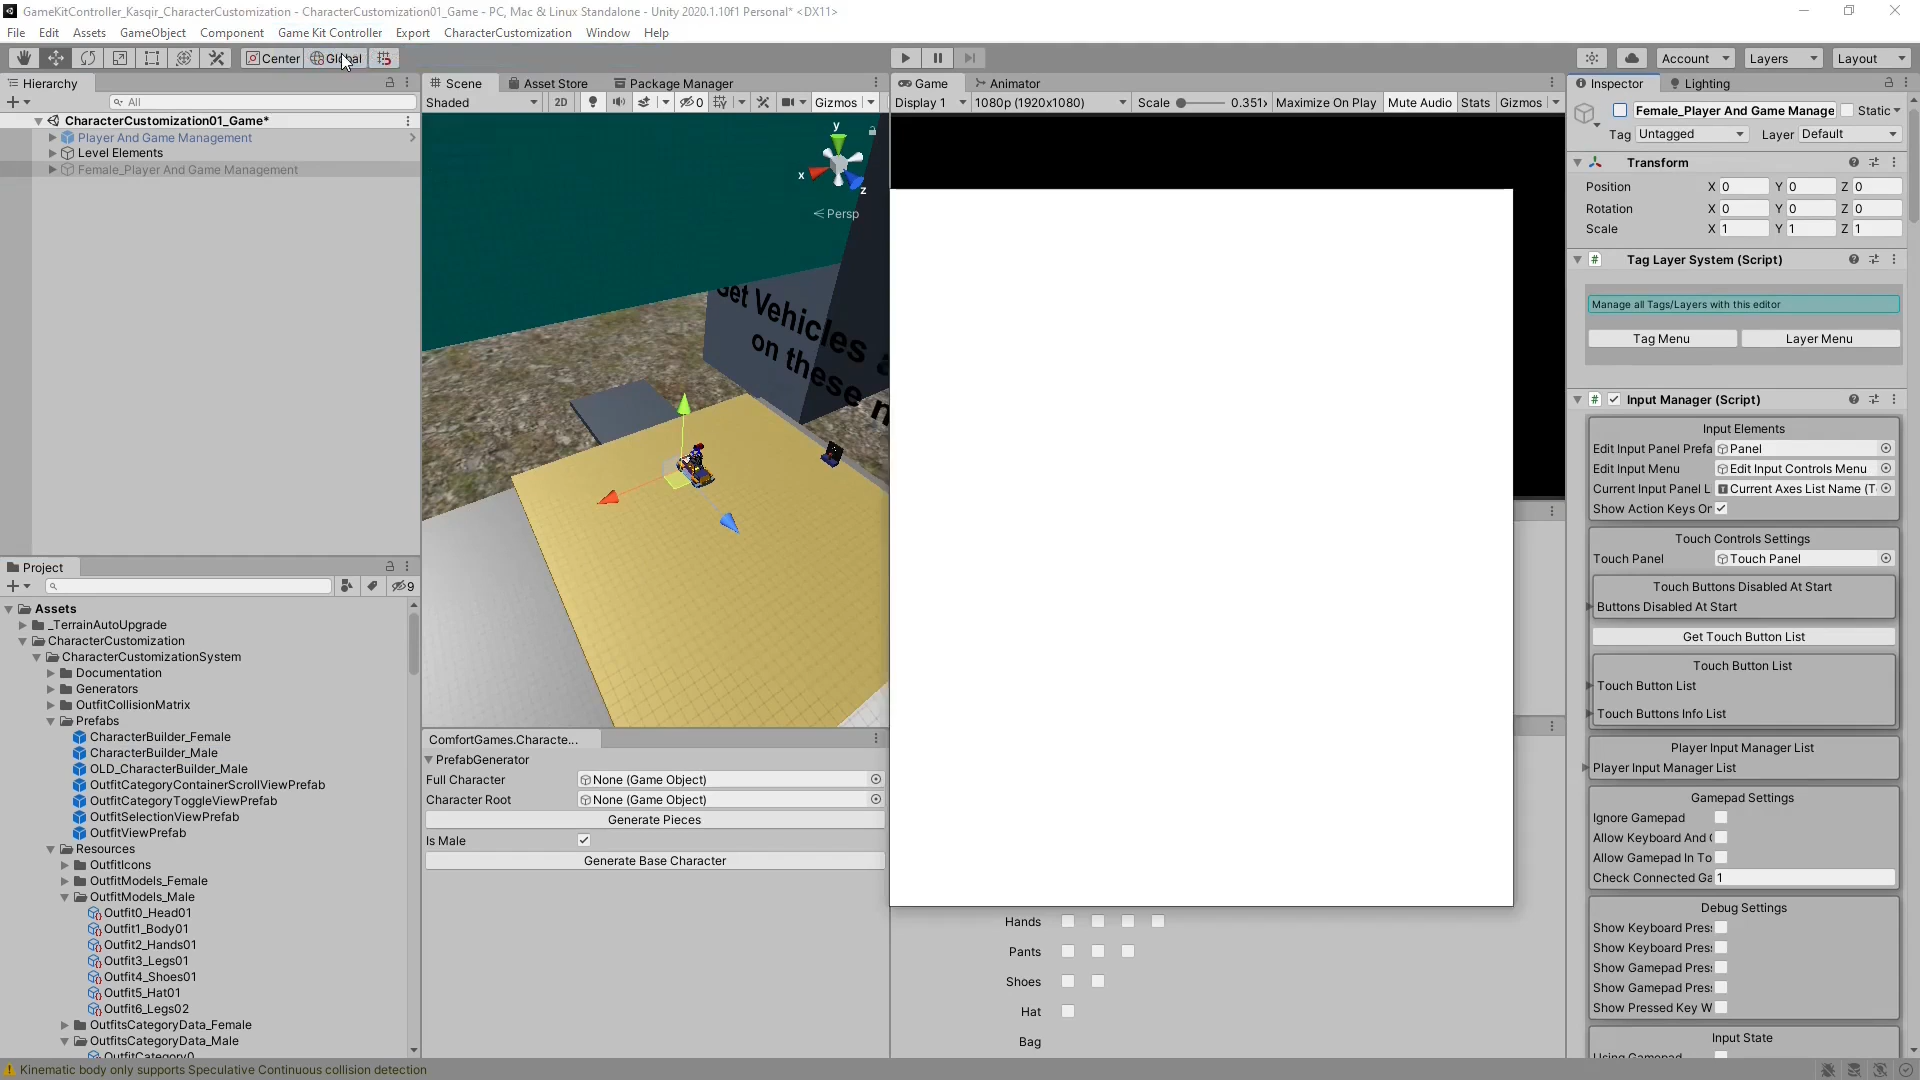 GameKitController_Kasqir_CharacterCustomization - CharacterCustomization01_Game - PC, Mac & Linux Standalone - Unity 2020.1.10f1 Personal* <DX11>
File Edit Assets GameObject Component Game Kit Controller Export CharacterCustomization Window Help
Center Global Account Layers Layout
Hierarchy
All
CharacterCustomization01_Game*
Player And Game Management
Level Elements
Female_Player And Game Management
Scene Asset Store Package Manager
Shaded 2D 0 Gizmos
y
x
z
Persp
Get Vehicles
on these
Game Animator
Display 1 1080p (1920x1080) Scale 0.351x Maximize On Play Mute Audio Stats Gizmos
Project
9
Assets
_TerrainAutoUpgrade
CharacterCustomization
CharacterCustomizationSystem
Documentation
Generators
OutfitCollisionMatrix
Prefabs
CharacterBuilder_Female
CharacterBuilder_Male
OLD_CharacterBuilder_Male
OutfitCategoryContainerScrollViewPrefab
OutfitCategoryToggleViewPrefab
OutfitSelectionViewPrefab
OutfitViewPrefab
Resources
OutfitIcons
OutfitModels_Female
OutfitModels_Male
Outfit0_Head01
Outfit1_Body01
Outfit2_Hands01
Outfit3_Legs01
Outfit4_Shoes01
Outfit5_Hat01
Outfit6_Legs02
OutfitsCategoryData_Female
OutfitsCategoryData_Male
OutfitCategory0
ComfortGames.Characte...
PrefabGenerator
Full Character None (Game Object)
Character Root None (Game Object)
Generate Pieces
Is Male
Generate Base Character
Hands
Pants
Shoes
Hat
Bag
Inspector Lighting
Female_Player And Game Manage Static
Tag Untagged Layer Default
Transform
Position X 0 Y 0 Z 0
Rotation X 0 Y 0 Z 0
Scale X 1 Y 1 Z 1
# Tag Layer System (Script)
Manage all Tags/Layers with this editor
Tag Menu Layer Menu
# Input Manager (Script)
Input Elements
Edit Input Panel Prefa Panel
Edit Input Menu Edit Input Controls Menu
Current Input Panel L Current Axes List Name (T
Show Action Keys Or
Touch Controls Settings
Touch Panel Touch Panel
Touch Buttons Disabled At Start
Buttons Disabled At Start
Get Touch Button List
Touch Button List
Touch Button List
Touch Buttons Info List
Player Input Manager List
Player Input Manager List
Gamepad Settings
Ignore Gamepad
Allow Keyboard And
Allow Gamepad In To
Check Connected Ga 1
Debug Settings
Show Keyboard Pres
Show Keyboard Pres
Show Gamepad Pres
Show Gamepad Pres
Show Pressed Key W
Input State
Using Gamepad
Kinematic body only supports Speculative Continuous collision detection